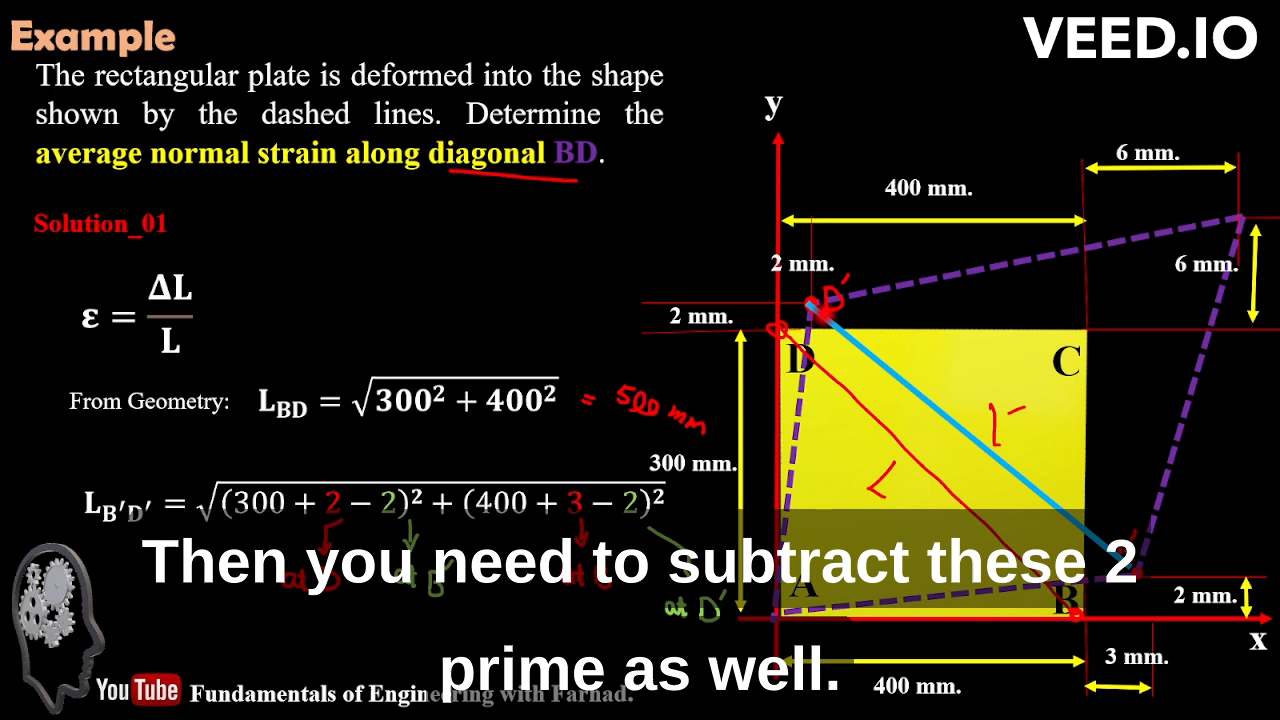 Example
VEED.IO
The rectangular plate is deformed into the shape
shown by the dashed lines. Determine the
average normal strain along diagonal BD.
Solution_01
ε = ΔL / L
From Geometry: L_BD = √300² + 400² = 500 mm
L_B'D' = √(300 + 2 − 2)² + (400 + 3 − 2)²
at D'
y
6 mm.
400 mm.
2 mm.
D'
6 mm.
2 mm.
D
C
L'
300 mm.
L
A
B
2 mm.
x
3 mm.
400 mm.
Then you need to subtract these 2
prime as well.
YouTube Fundamentals of Engineering with Farhad.